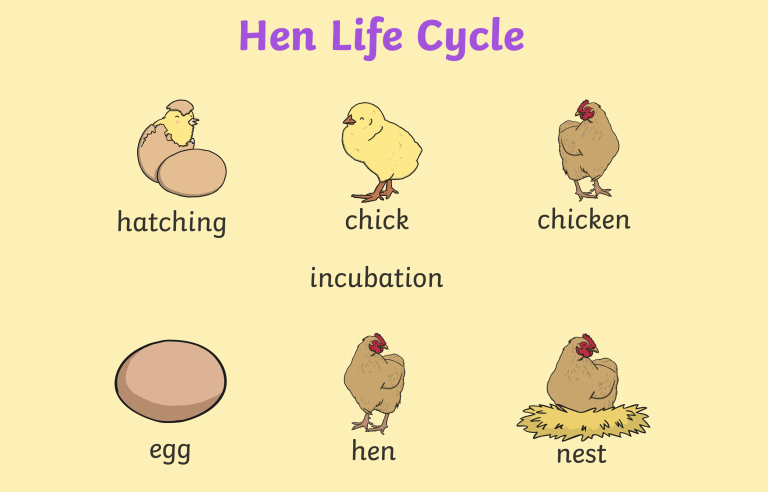 Hen Life Cycle
hatching
chick
chicken
incubation
egg
hen
nest